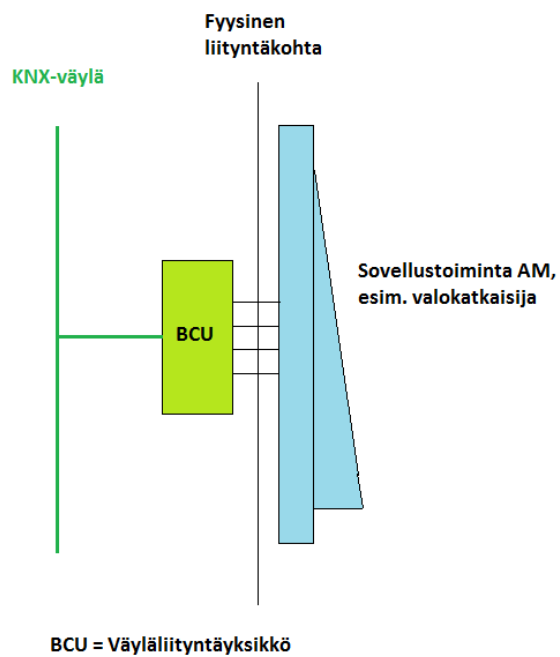 Fyysinen
liityntäkohta
KNX-väylä
Sovellustoiminta AM,
esim. valokatkaisija
BCU
BCU = Väyläliityntäyksikkö